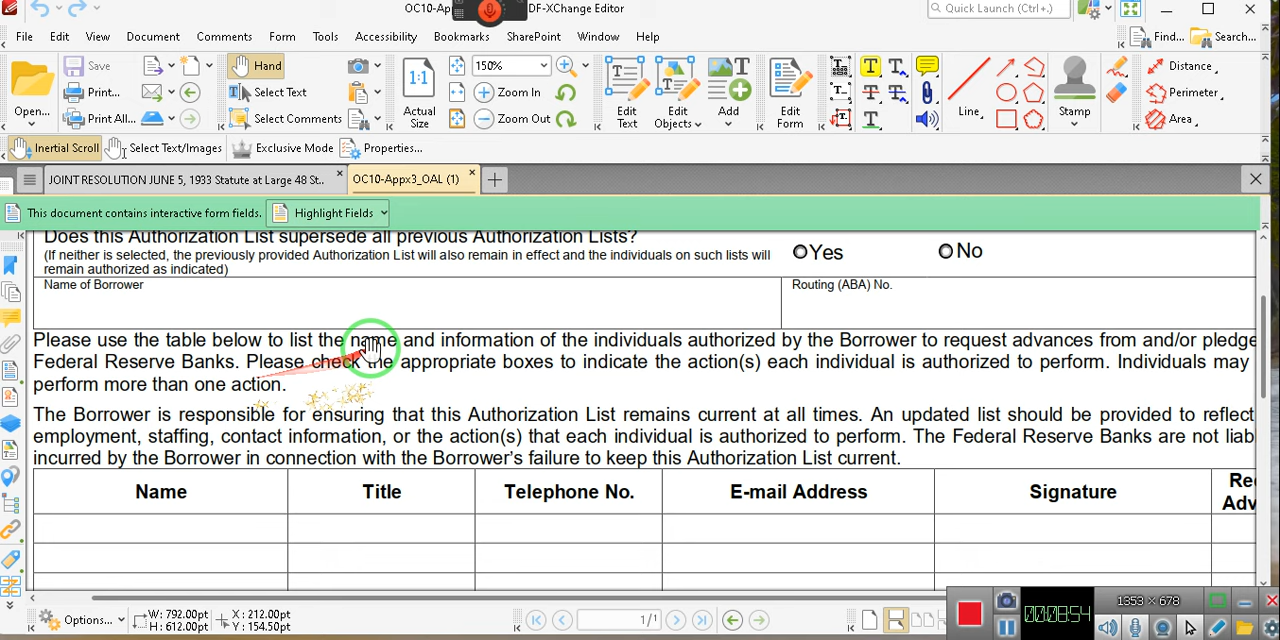 OC10-Ap
DF-XChange Editor
Quick Launch (Ctrl+.)
File Edit View Document Comments Form Tools Accessibility Bookmarks SharePoint Window Help
Find... Search...
Open...
Save
Print...
Print All...
Hand
Select Text
Select Comments
1:1
Actual Size
150%
Zoom In
Zoom Out
Edit Text
Edit Objects
Add
Edit Form
Line
Stamp
Distance
Perimeter
Area
Inertial Scroll Select Text/Images Exclusive Mode Properties...
JOINT RESOLUTION JUNE 5, 1933 Statute at Large 48 St.. OC10-Appx3_OAL (1)
This document contains interactive form fields. Highlight Fields
Does this Authorization List supersede all previous Authorization Lists?
(If neither is selected, the previously provided Authorization List will also remain in effect and the individuals on such lists will
remain authorized as indicated)
Yes No
Name of Borrower Routing (ABA) No.
Please use the table below to list the name and information of the individuals authorized by the Borrower to request advances from and/or pledge
Federal Reserve Banks. Please check the appropriate boxes to indicate the action(s) each individual is authorized to perform. Individuals may
perform more than one action.
The Borrower is responsible for ensuring that this Authorization List remains current at all times. An updated list should be provided to reflect
employment, staffing, contact information, or the action(s) that each individual is authorized to perform. The Federal Reserve Banks are not liab
incurred by the Borrower in connection with the Borrower's failure to keep this Authorization List current.
Name Title Telephone No. E-mail Address Signature Re
Adv
Options... W: 792.00pt X: 212.00pt
H: 612.00pt Y: 154.50pt
1/1
1353 × 678
00:08:54